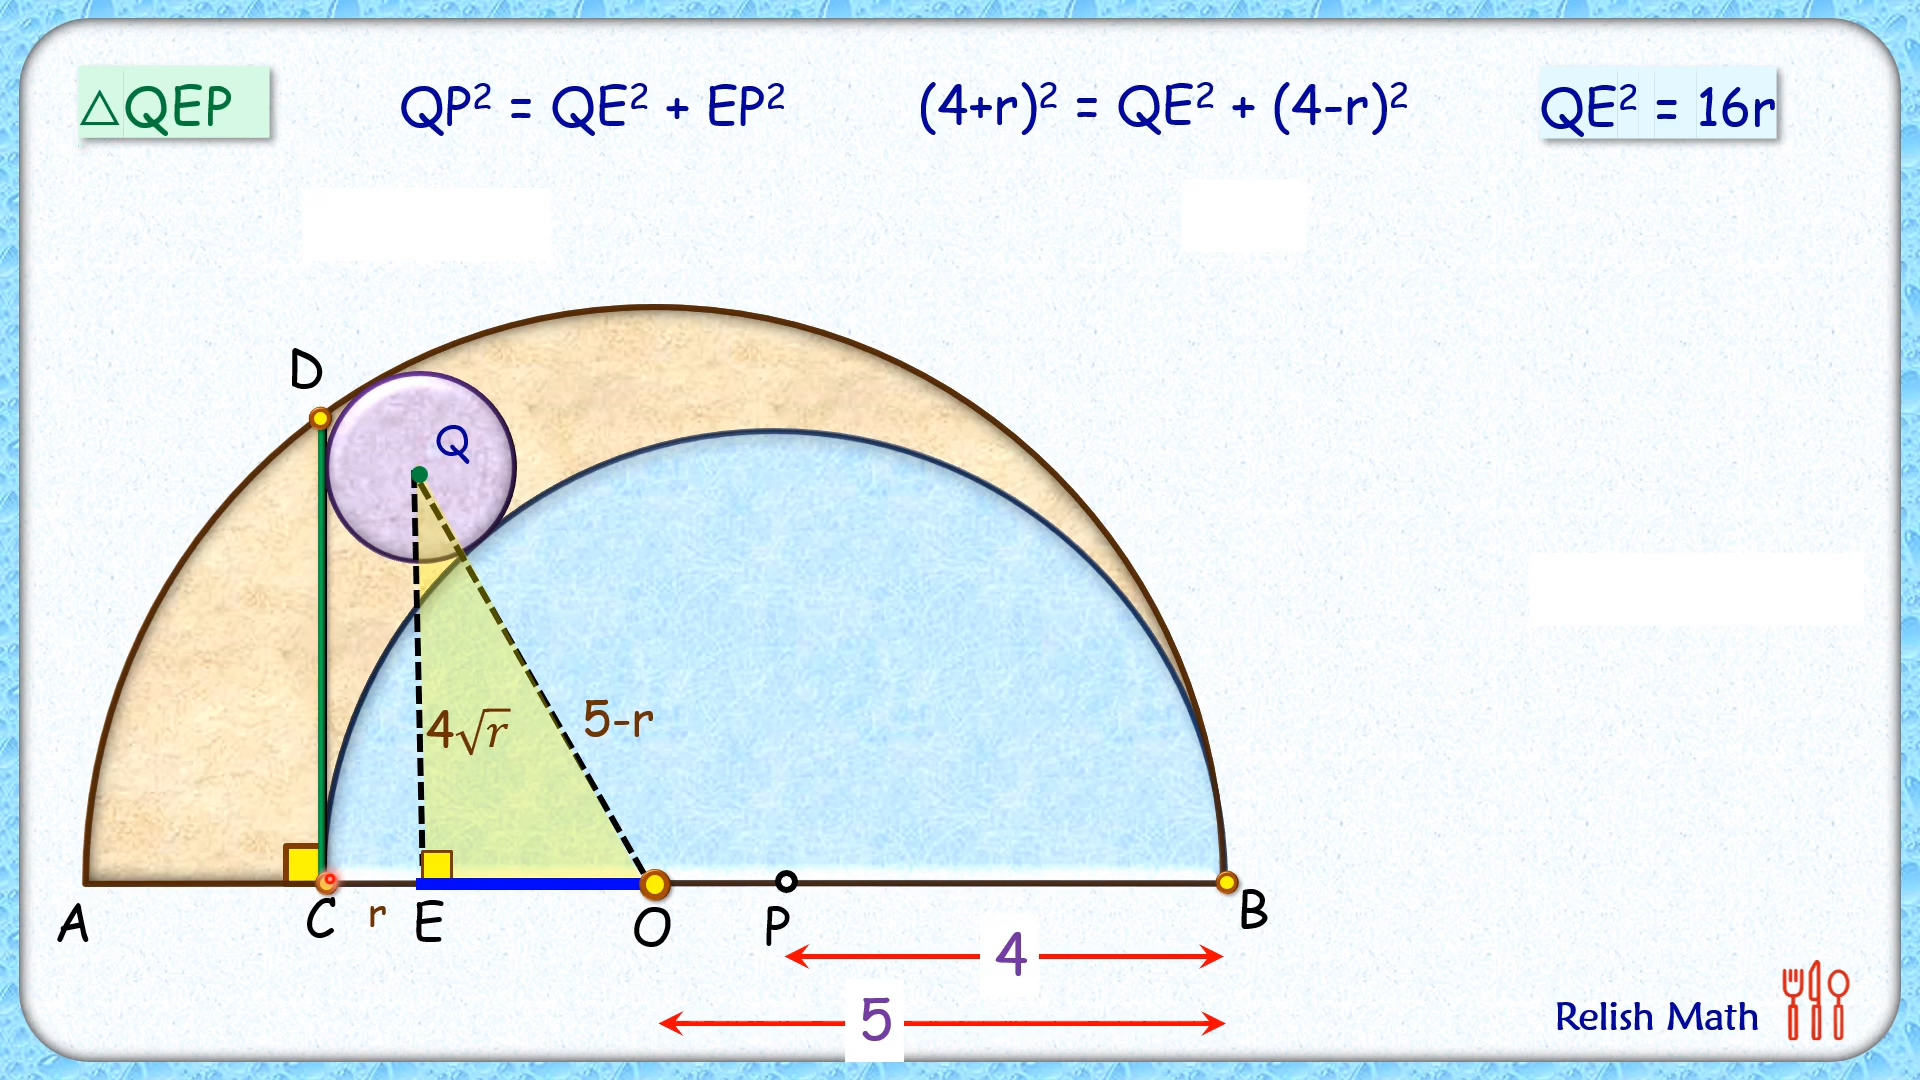 △QEP QP² = QE² + EP² (4+r)² = QE² + (4-r)² QE² = 16r
D
Q
4√r 5-r
A C r E O P B
4
5
Relish Math